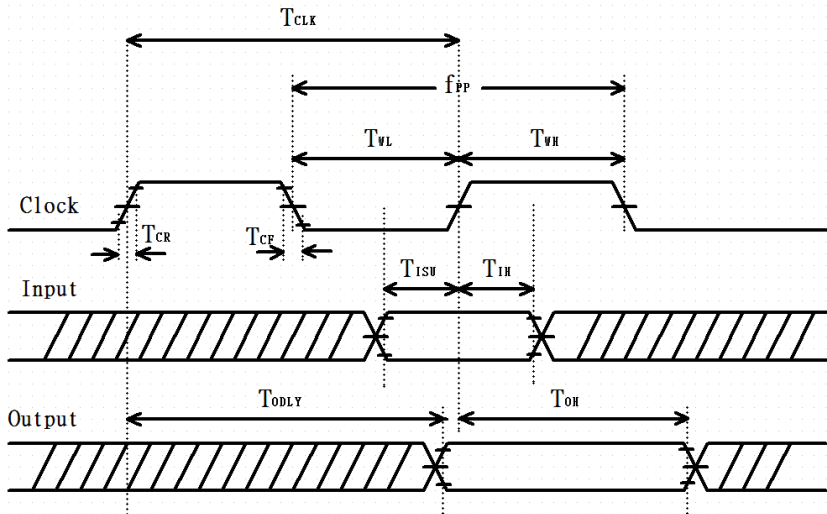 TCLK
fPP
TWL TWH
Clock
TCR TCF
TISU TIH
Input
TODLY TOH
Output